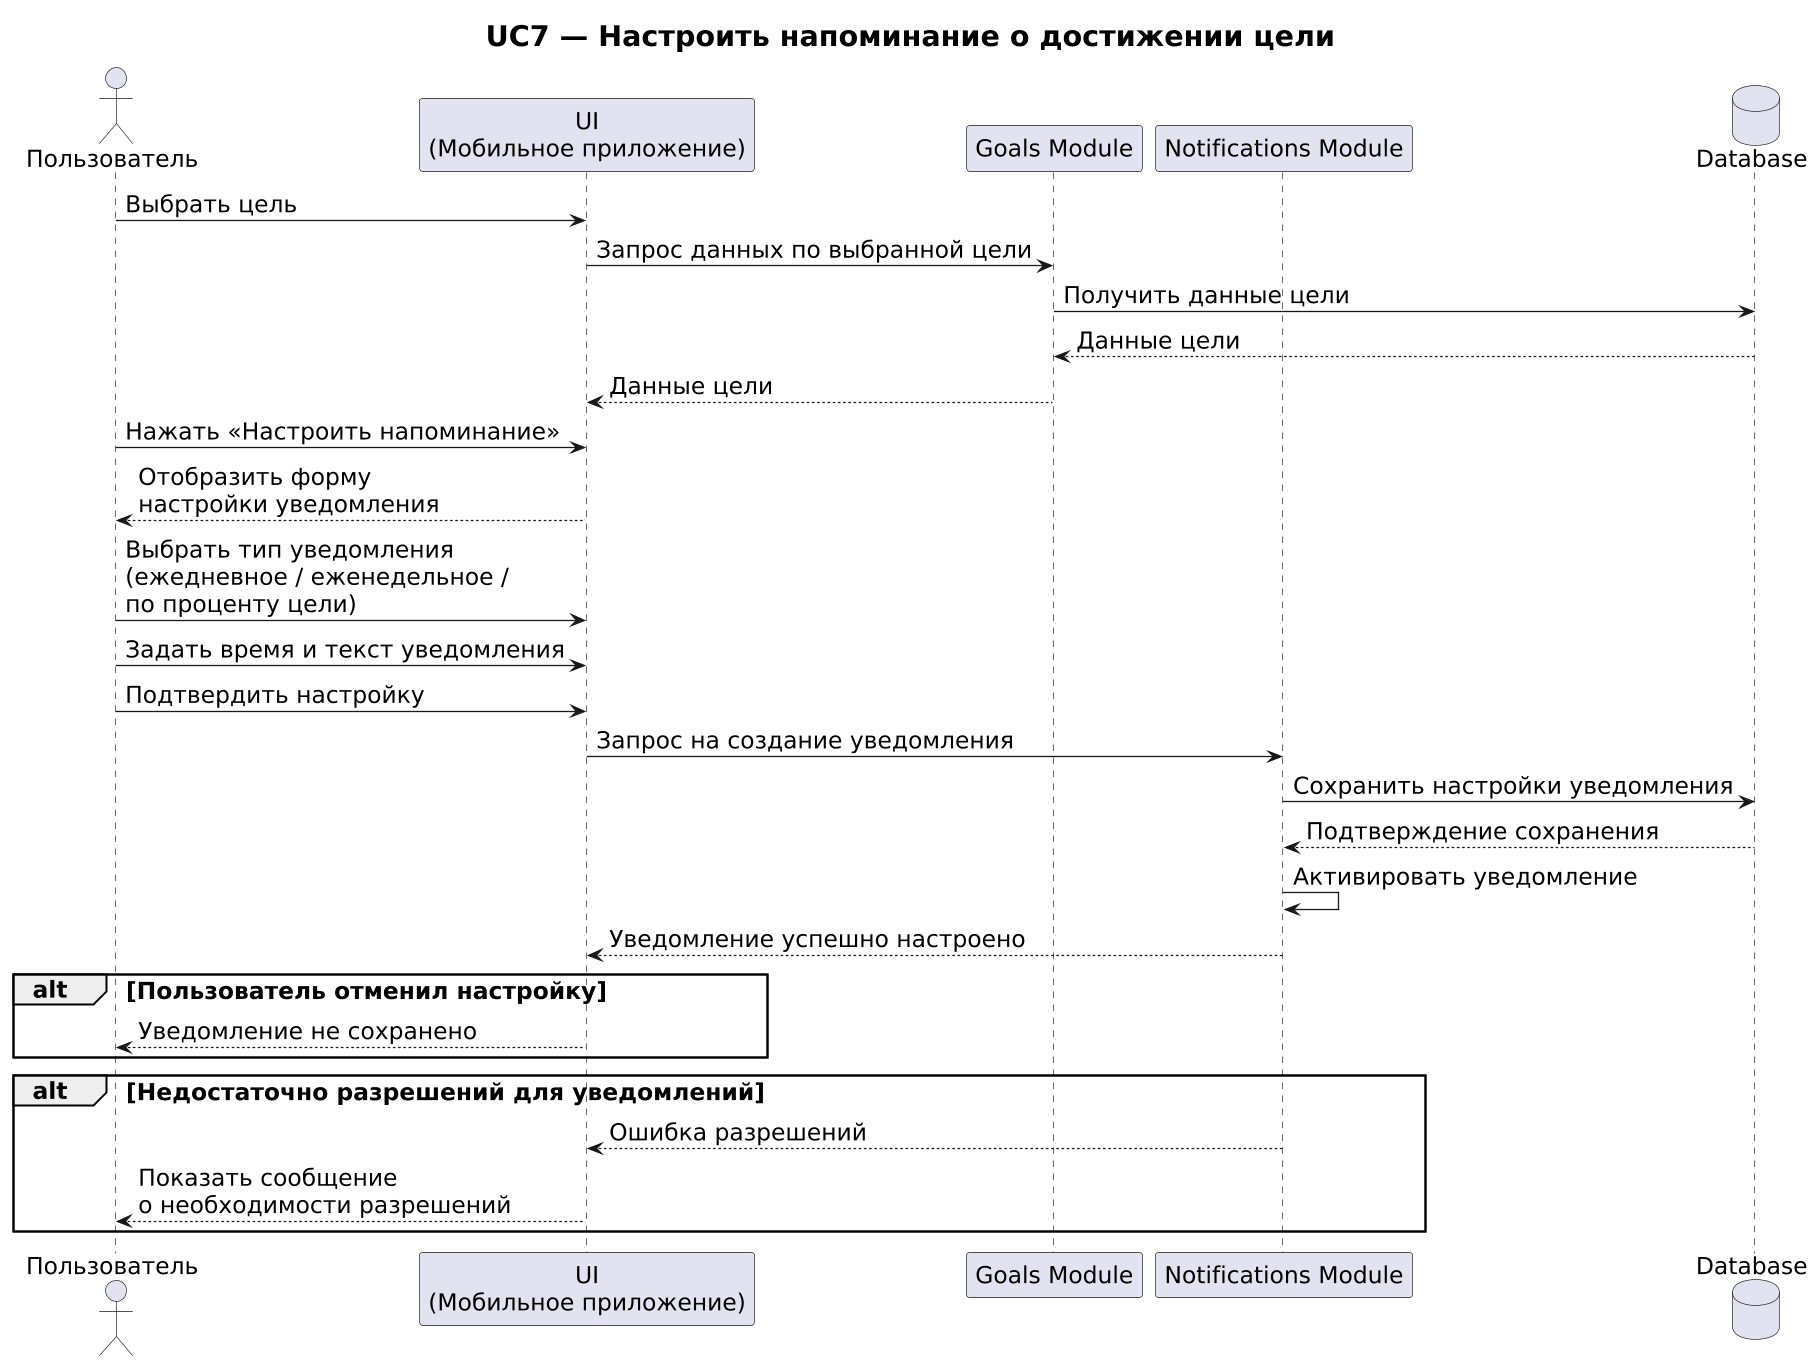 UC7 — Настроить напоминание о достижении цели
Пользователь
UI
(Мобильное приложение)
Goals Module
Notifications Module
Database
Выбрать цель
Запрос данных по выбранной цели
Получить данные цели
Данные цели
Данные цели
Нажать «Настроить напоминание»
Отобразить форму
настройки уведомления
Выбрать тип уведомления
(ежедневное / еженедельное /
по проценту цели)
Задать время и текст уведомления
Подтвердить настройку
Запрос на создание уведомления
Сохранить настройки уведомления
Подтверждение сохранения
Активировать уведомление
Уведомление успешно настроено
alt [Пользователь отменил настройку]
Уведомление не сохранено
alt [Недостаточно разрешений для уведомлений]
Ошибка разрешений
Показать сообщение
о необходимости разрешений
Пользователь
UI
(Мобильное приложение)
Goals Module
Notifications Module
Database